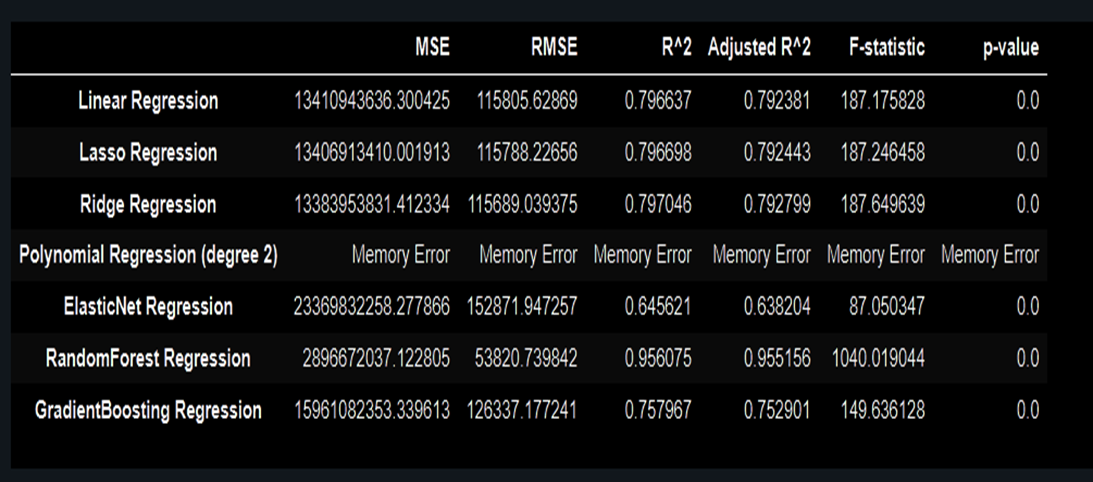 MSE RMSE R^2 Adjusted R^2 F-statistic p-value
Linear Regression 13410943636.300425 115805.62869 0.796637 0.792381 187.175828 0.0
Lasso Regression 13406913410.001913 115788.22656 0.796698 0.792443 187.246458 0.0
Ridge Regression 13383953831.412334 115689.039375 0.797046 0.792799 187.649639 0.0
Polynomial Regression (degree 2) Memory Error Memory Error Memory Error Memory Error Memory Error Memory Error
ElasticNet Regression 23369832258.277866 152871.947257 0.645621 0.638204 87.050347 0.0
RandomForest Regression 2896672037.122805 53820.739842 0.956075 0.955156 1040.019044 0.0
GradientBoosting Regression 15961082353.339613 126337.177241 0.757967 0.752901 149.636128 0.0